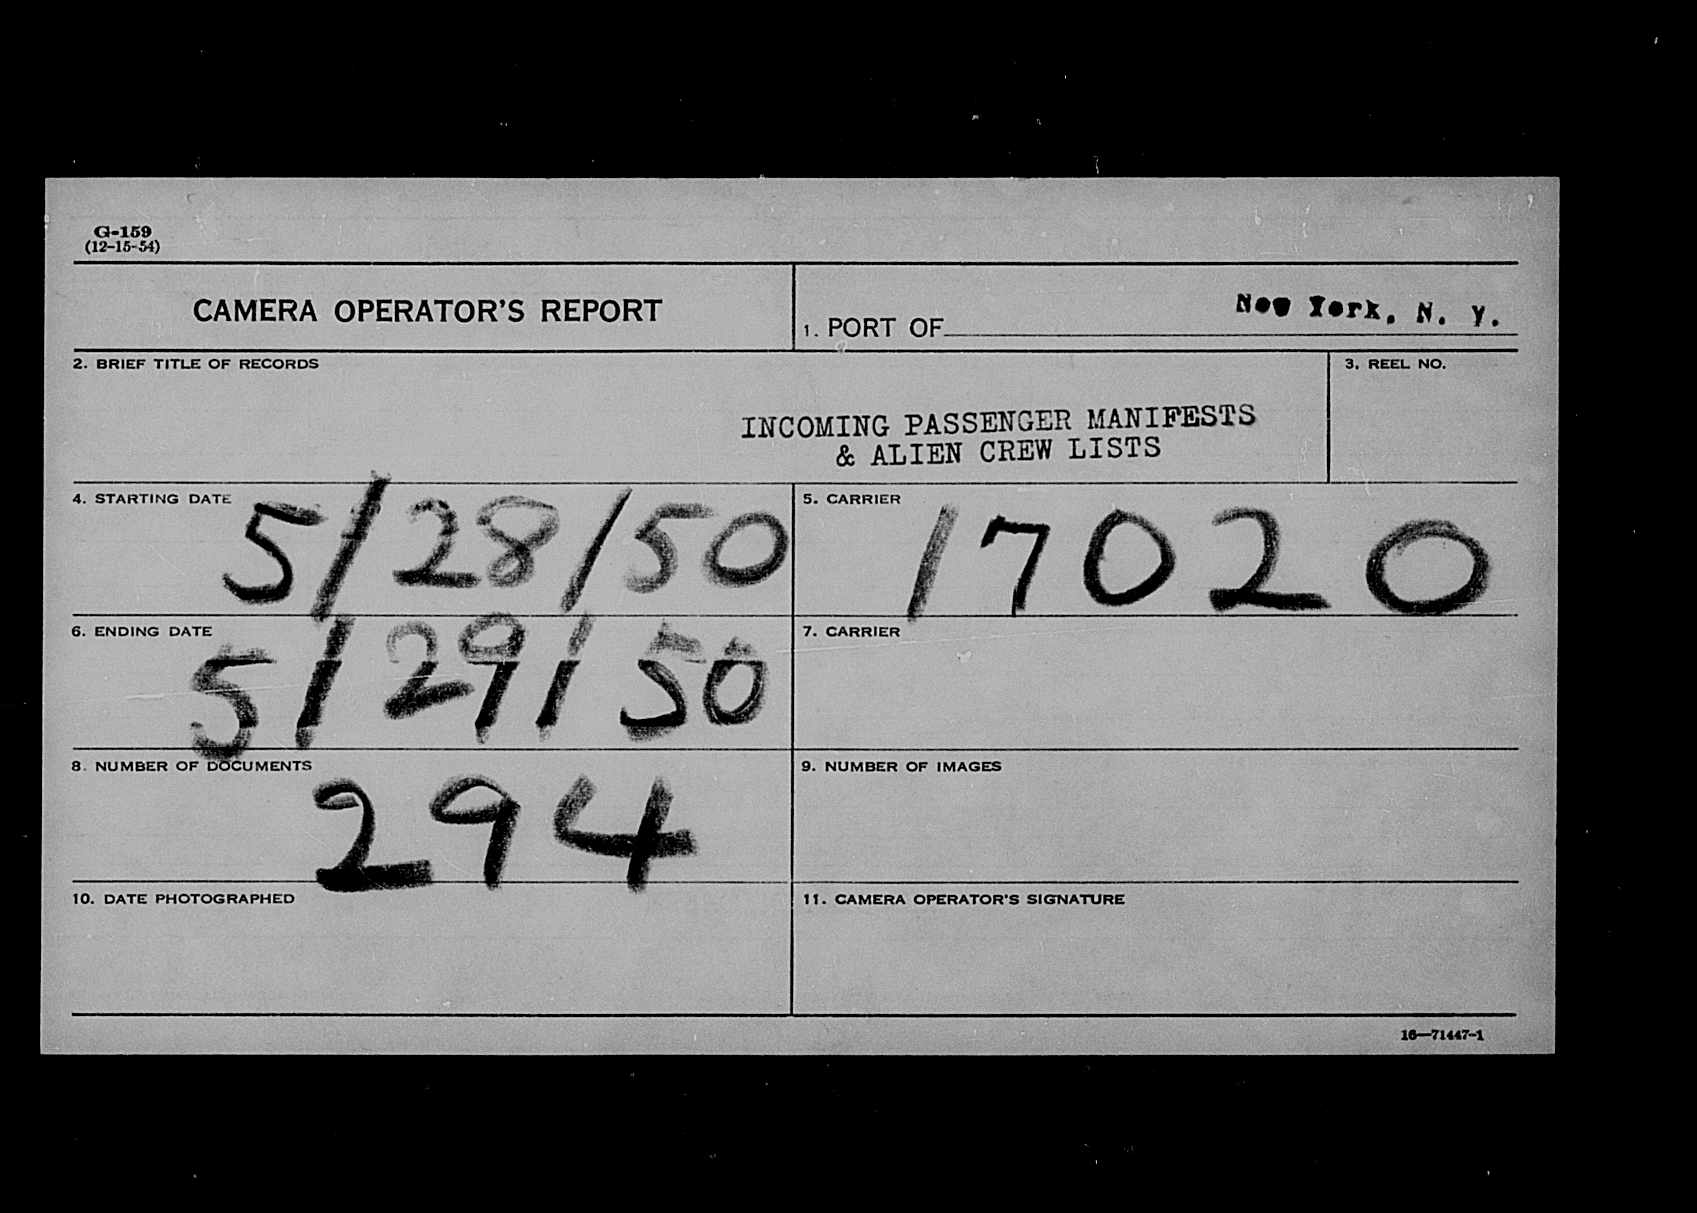 G-159
(12-15-54)
CAMERA OPERATOR'S REPORT
1. PORT OF New York, N. Y.
2. BRIEF TITLE OF RECORDS
INCOMING PASSENGER MANIFESTS
& ALIEN CREW LISTS
3. REEL NO.
4. STARTING DATE
5/28/50
5. CARRIER
17020
6. ENDING DATE
5/29/50
7. CARRIER
8. NUMBER OF DOCUMENTS
294
9. NUMBER OF IMAGES
10. DATE PHOTOGRAPHED
11. CAMERA OPERATOR'S SIGNATURE
16—71447-1